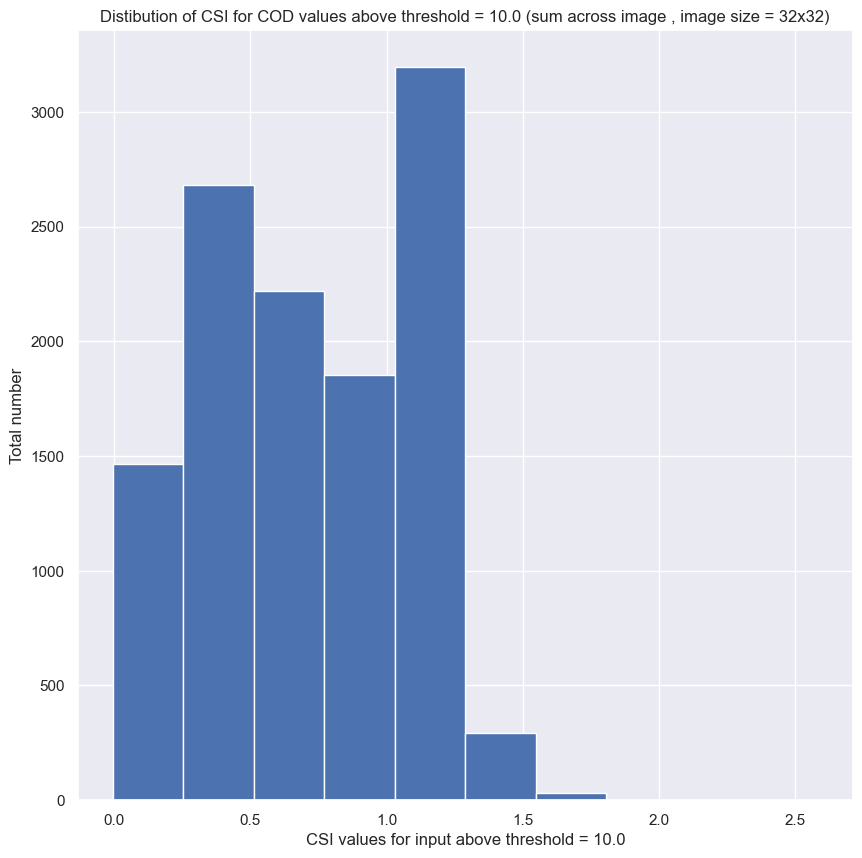 Distibution of CSI for COD values above threshold = 10.0 (sum across image , image size = 32x32)
Total number
3000
2500
2000
1500
1000
500
0
0.0 0.5 1.0 1.5 2.0 2.5
CSI values for input above threshold = 10.0